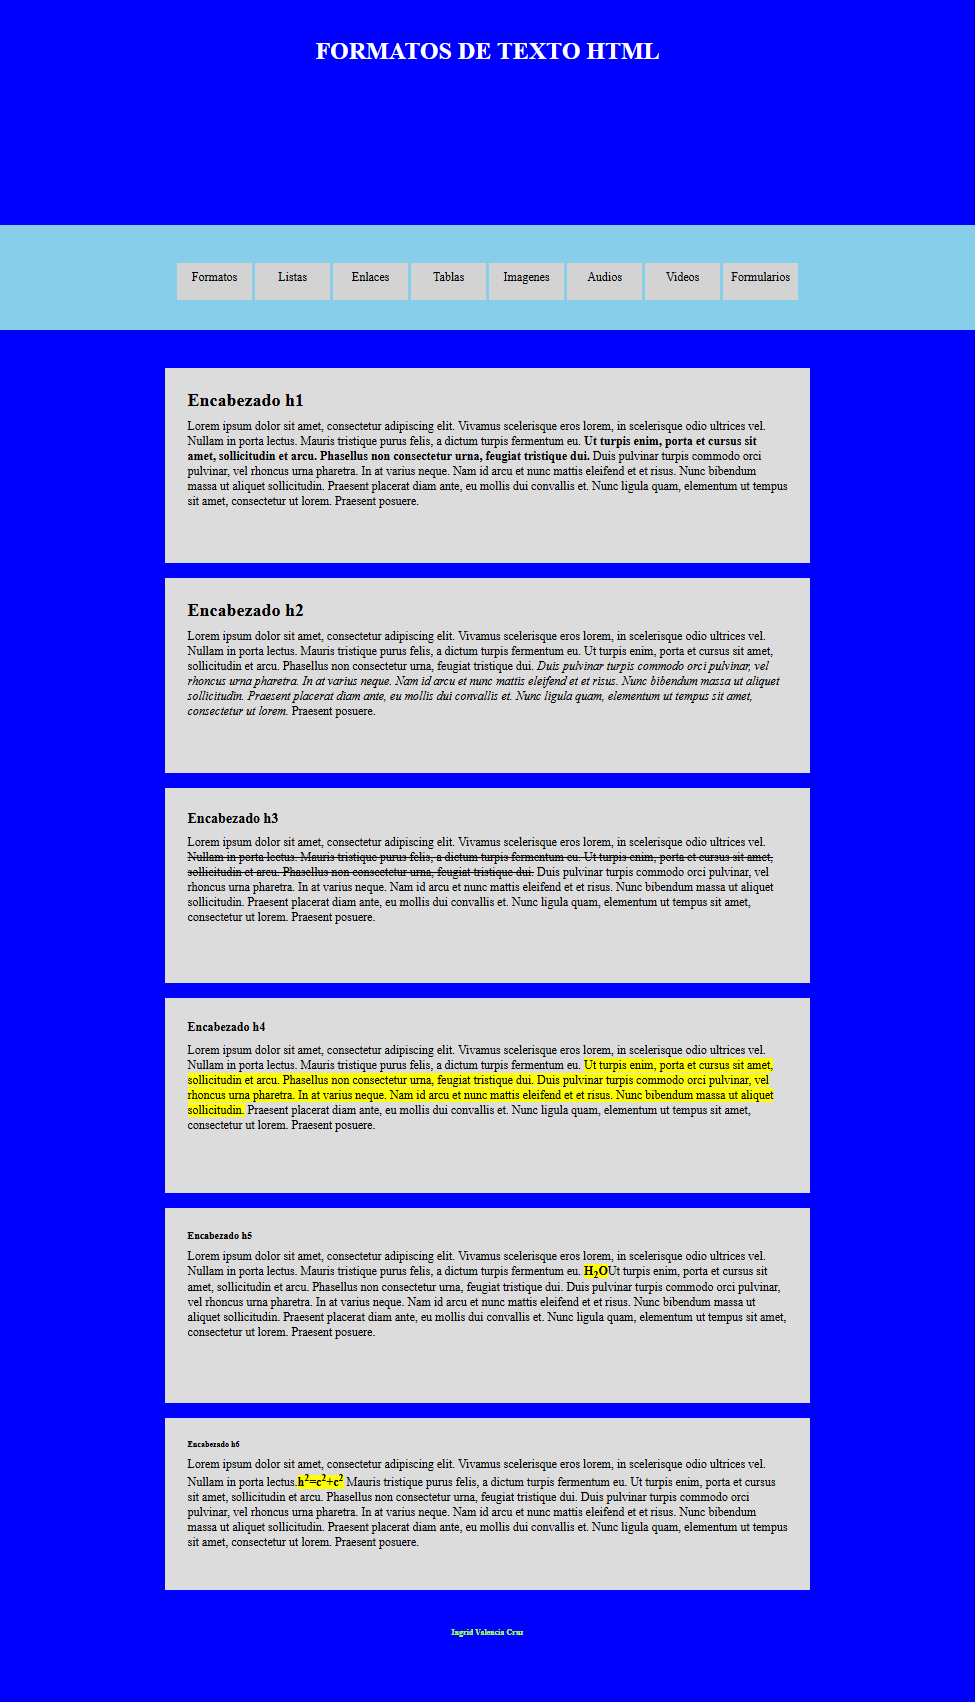 FORMATOS DE TEXTO HTML
Formatos Listas Enlaces Tablas Imagenes Audios Videos Formularios
Encabezado h1
Lorem ipsum dolor sit amet, consectetur adipiscing elit. Vivamus scelerisque eros lorem, in scelerisque odio ultrices vel.
Nullam in porta lectus. Mauris tristique purus felis, a dictum turpis fermentum eu. Ut turpis enim, porta et cursus sit
amet, sollicitudin et arcu. Phasellus non consectetur urna, feugiat tristique dui. Duis pulvinar turpis commodo orci
pulvinar, vel rhoncus urna pharetra. In at varius neque. Nam id arcu et nunc mattis eleifend et et risus. Nunc bibendum
massa ut aliquet sollicitudin. Praesent placerat diam ante, eu mollis dui convallis et. Nunc ligula quam, elementum ut tempus
sit amet, consectetur ut lorem. Praesent posuere.
Encabezado h2
Lorem ipsum dolor sit amet, consectetur adipiscing elit. Vivamus scelerisque eros lorem, in scelerisque odio ultrices vel.
Nullam in porta lectus. Mauris tristique purus felis, a dictum turpis fermentum eu. Ut turpis enim, porta et cursus sit amet,
sollicitudin et arcu. Phasellus non consectetur urna, feugiat tristique dui. Duis pulvinar turpis commodo orci pulvinar, vel
rhoncus urna pharetra. In at varius neque. Nam id arcu et nunc mattis eleifend et et risus. Nunc bibendum massa ut aliquet
sollicitudin. Praesent placerat diam ante, eu mollis dui convallis et. Nunc ligula quam, elementum ut tempus sit amet,
consectetur ut lorem. Praesent posuere.
Encabezado h3
Lorem ipsum dolor sit amet, consectetur adipiscing elit. Vivamus scelerisque eros lorem, in scelerisque odio ultrices vel.
Nullam in porta lectus. Mauris tristique purus felis, a dictum turpis fermentum eu. Ut turpis enim, porta et cursus sit amet,
sollicitudin et arcu. Phasellus non consectetur urna, feugiat tristique dui. Duis pulvinar turpis commodo orci pulvinar, vel
rhoncus urna pharetra. In at varius neque. Nam id arcu et nunc mattis eleifend et et risus. Nunc bibendum massa ut aliquet
sollicitudin. Praesent placerat diam ante, eu mollis dui convallis et. Nunc ligula quam, elementum ut tempus sit amet,
consectetur ut lorem. Praesent posuere.
Encabezado h4
Lorem ipsum dolor sit amet, consectetur adipiscing elit. Vivamus scelerisque eros lorem, in scelerisque odio ultrices vel.
Nullam in porta lectus. Mauris tristique purus felis, a dictum turpis fermentum eu. Ut turpis enim, porta et cursus sit amet,
sollicitudin et arcu. Phasellus non consectetur urna, feugiat tristique dui. Duis pulvinar turpis commodo orci pulvinar, vel
rhoncus urna pharetra. In at varius neque. Nam id arcu et nunc mattis eleifend et et risus. Nunc bibendum massa ut aliquet
sollicitudin. Praesent placerat diam ante, eu mollis dui convallis et. Nunc ligula quam, elementum ut tempus sit amet,
consectetur ut lorem. Praesent posuere.
Encabezado h5
Lorem ipsum dolor sit amet, consectetur adipiscing elit. Vivamus scelerisque eros lorem, in scelerisque odio ultrices vel.
Nullam in porta lectus. Mauris tristique purus felis, a dictum turpis fermentum eu. H₂OUt turpis enim, porta et cursus sit
amet, sollicitudin et arcu. Phasellus non consectetur urna, feugiat tristique dui. Duis pulvinar turpis commodo orci pulvinar,
vel rhoncus urna pharetra. In at varius neque. Nam id arcu et nunc mattis eleifend et et risus. Nunc bibendum massa ut
aliquet sollicitudin. Praesent placerat diam ante, eu mollis dui convallis et. Nunc ligula quam, elementum ut tempus sit amet,
consectetur ut lorem. Praesent posuere.
Encabezado h6
Lorem ipsum dolor sit amet, consectetur adipiscing elit. Vivamus scelerisque eros lorem, in scelerisque odio ultrices vel.
Nullam in porta lectus.h²=c²+c² Mauris tristique purus felis, a dictum turpis fermentum eu. Ut turpis enim, porta et cursus
sit amet, sollicitudin et arcu. Phasellus non consectetur urna, feugiat tristique dui. Duis pulvinar turpis commodo orci
pulvinar, vel rhoncus urna pharetra. In at varius neque. Nam id arcu et nunc mattis eleifend et et risus. Nunc bibendum
massa ut aliquet sollicitudin. Praesent placerat diam ante, eu mollis dui convallis et. Nunc ligula quam, elementum ut tempus
sit amet, consectetur ut lorem. Praesent posuere.
Ingrid Valencia Cruz